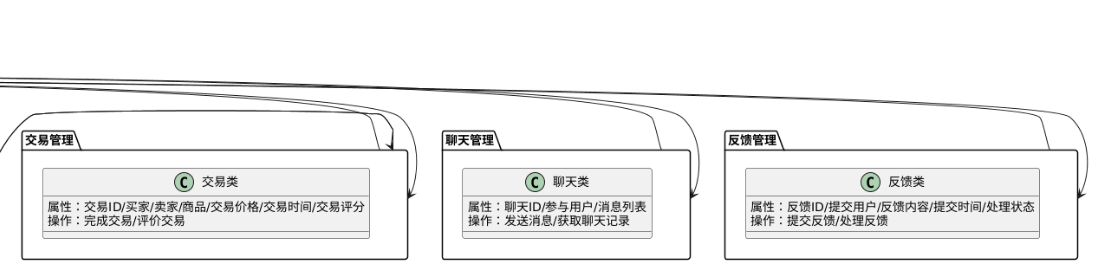 交易管理
C 交易类
属性：交易ID/买家/卖家/商品/交易价格/交易时间/交易评分
操作：完成交易/评价交易
聊天管理
C 聊天类
属性：聊天ID/参与用户/消息列表
操作：发送消息/获取聊天记录
反馈管理
C 反馈类
属性：反馈ID/提交用户/反馈内容/提交时间/处理状态
操作：提交反馈/处理反馈